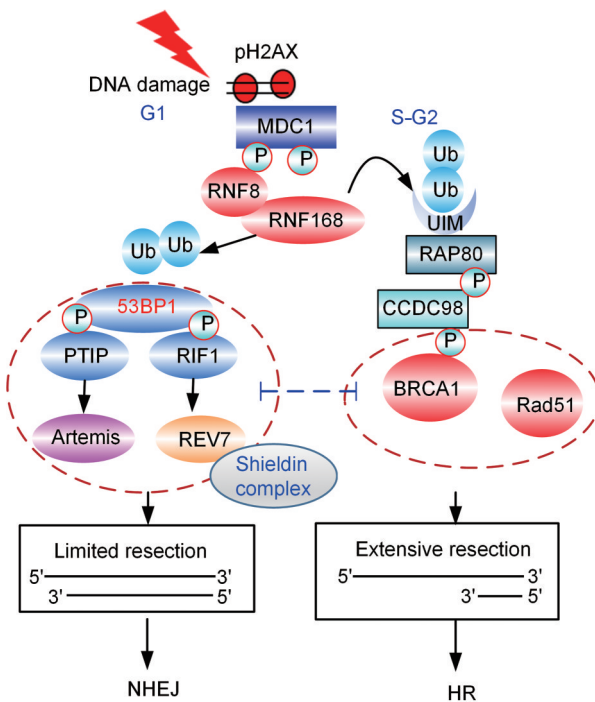 pH2AX
DNA damage
G1
MDC1
S-G2
P
P
Ub
Ub
UIM
RNF8
RNF168
Ub
Ub
RAP80
P
CCDC98
P
53BP1
P
P
PTIP
RIF1
BRCA1
Rad51
Artemis
REV7
Shieldin
complex
Limited resection
5' 3'
3' 5'
Extensive resection
5' 3'
3' 5'
NHEJ
HR